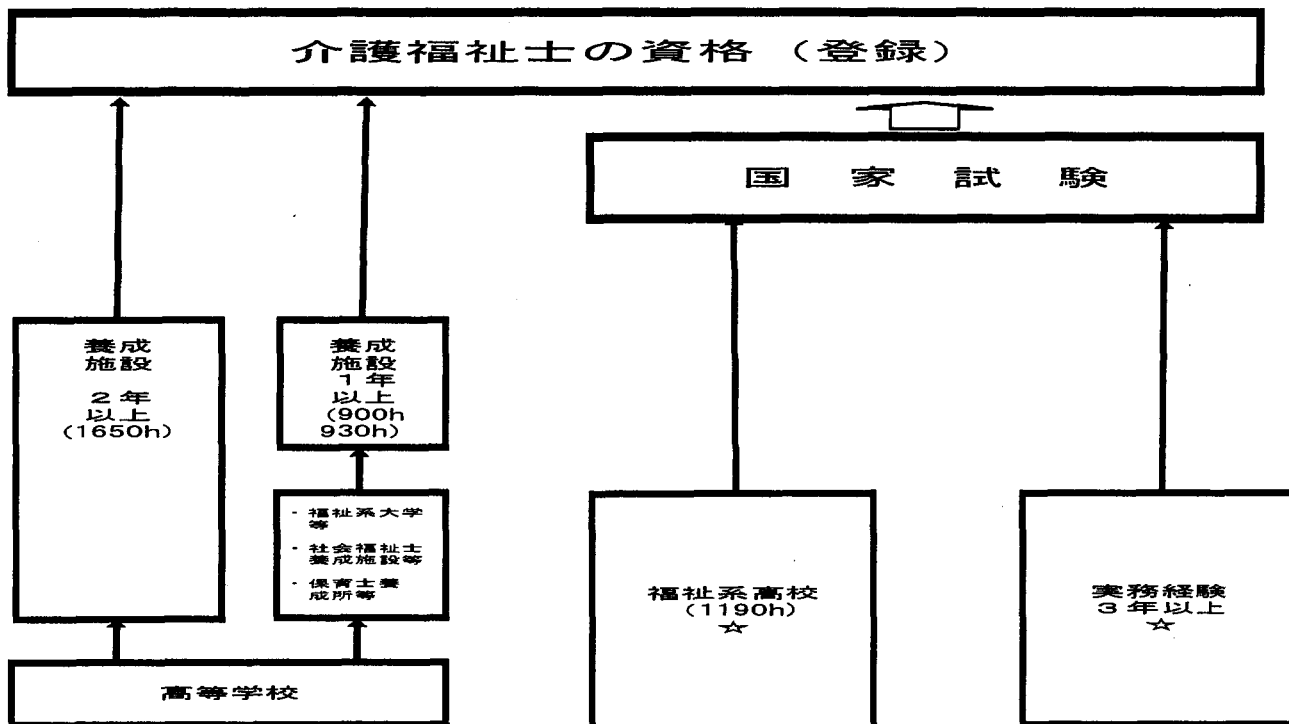 介護福祉士の資格（登録）
国家試験
養成
施設
２年
以上
(1650h)
養成
施設
１年
以上
(900h
930h)
・福祉系大学
等
・社会福祉士
養成施設等
・保育士養
成所等
高等学校
福祉系高校
(1190h)
☆
実務経験
３年以上
☆